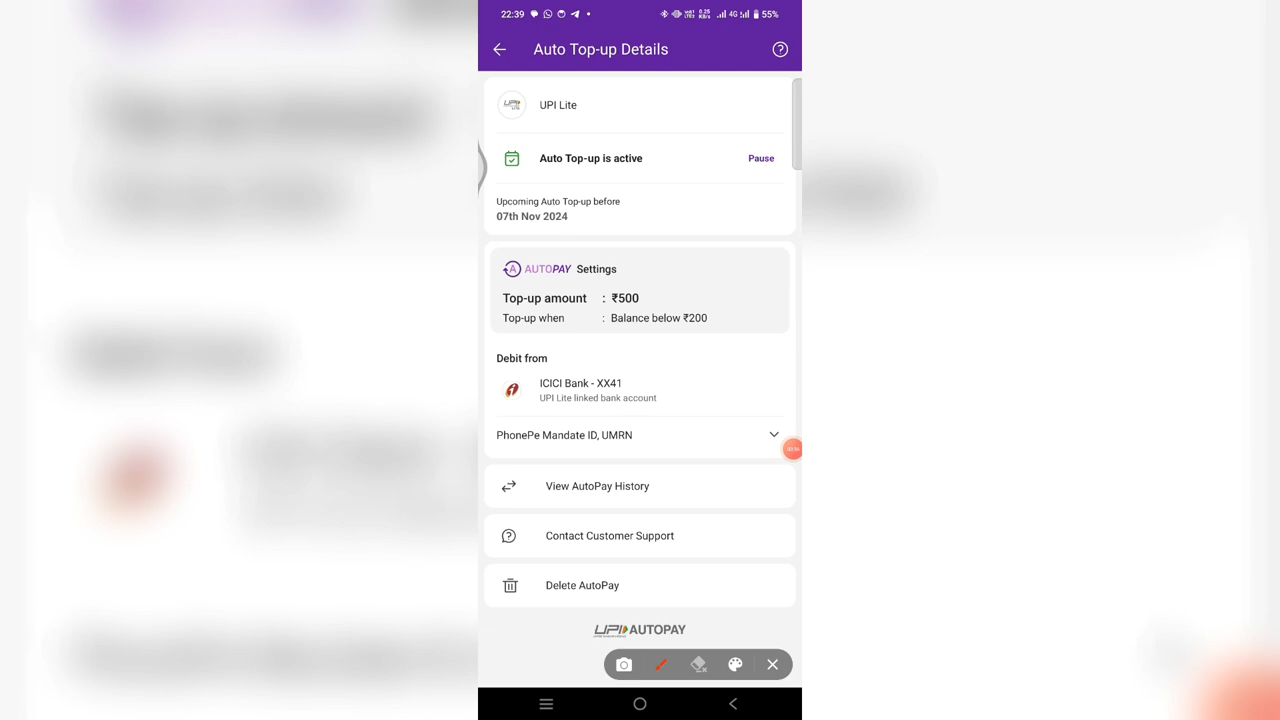 22:39 55%
4G
Auto Top-up Details
UPI Lite
Auto Top-up is active Pause
Upcoming Auto Top-up before
07th Nov 2024
AUTOPAY Settings
Top-up amount : ₹500
Top-up when : Balance below ₹200
Debit from
ICICI Bank - XX41
UPI Lite linked bank account
PhonePe Mandate ID, UMRN
View AutoPay History
Contact Customer Support
Delete AutoPay
UPI AUTOPAY